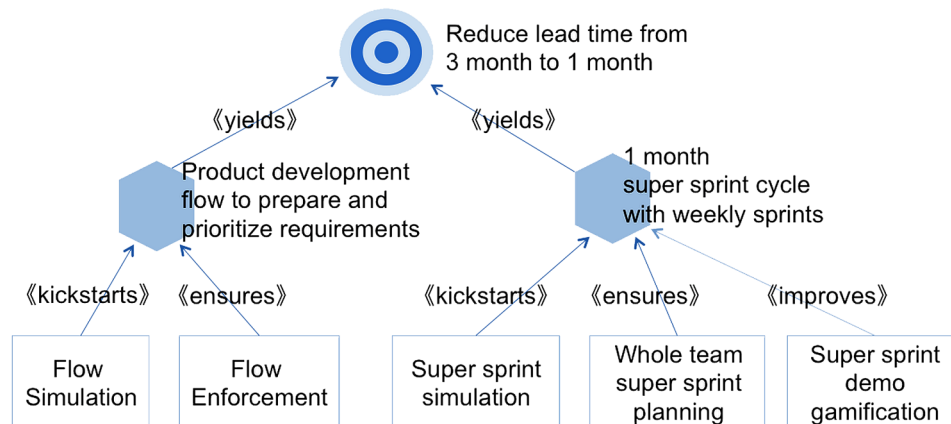 Reduce lead time from
3 month to 1 month
《yields》
《yields》
Product development
flow to prepare and
prioritize requirements
1 month
super sprint cycle
with weekly sprints
《kickstarts》
《ensures》
《kickstarts》
《ensures》
《improves》
Flow
Simulation
Flow
Enforcement
Super sprint
simulation
Whole team
super sprint
planning
Super sprint
demo
gamification